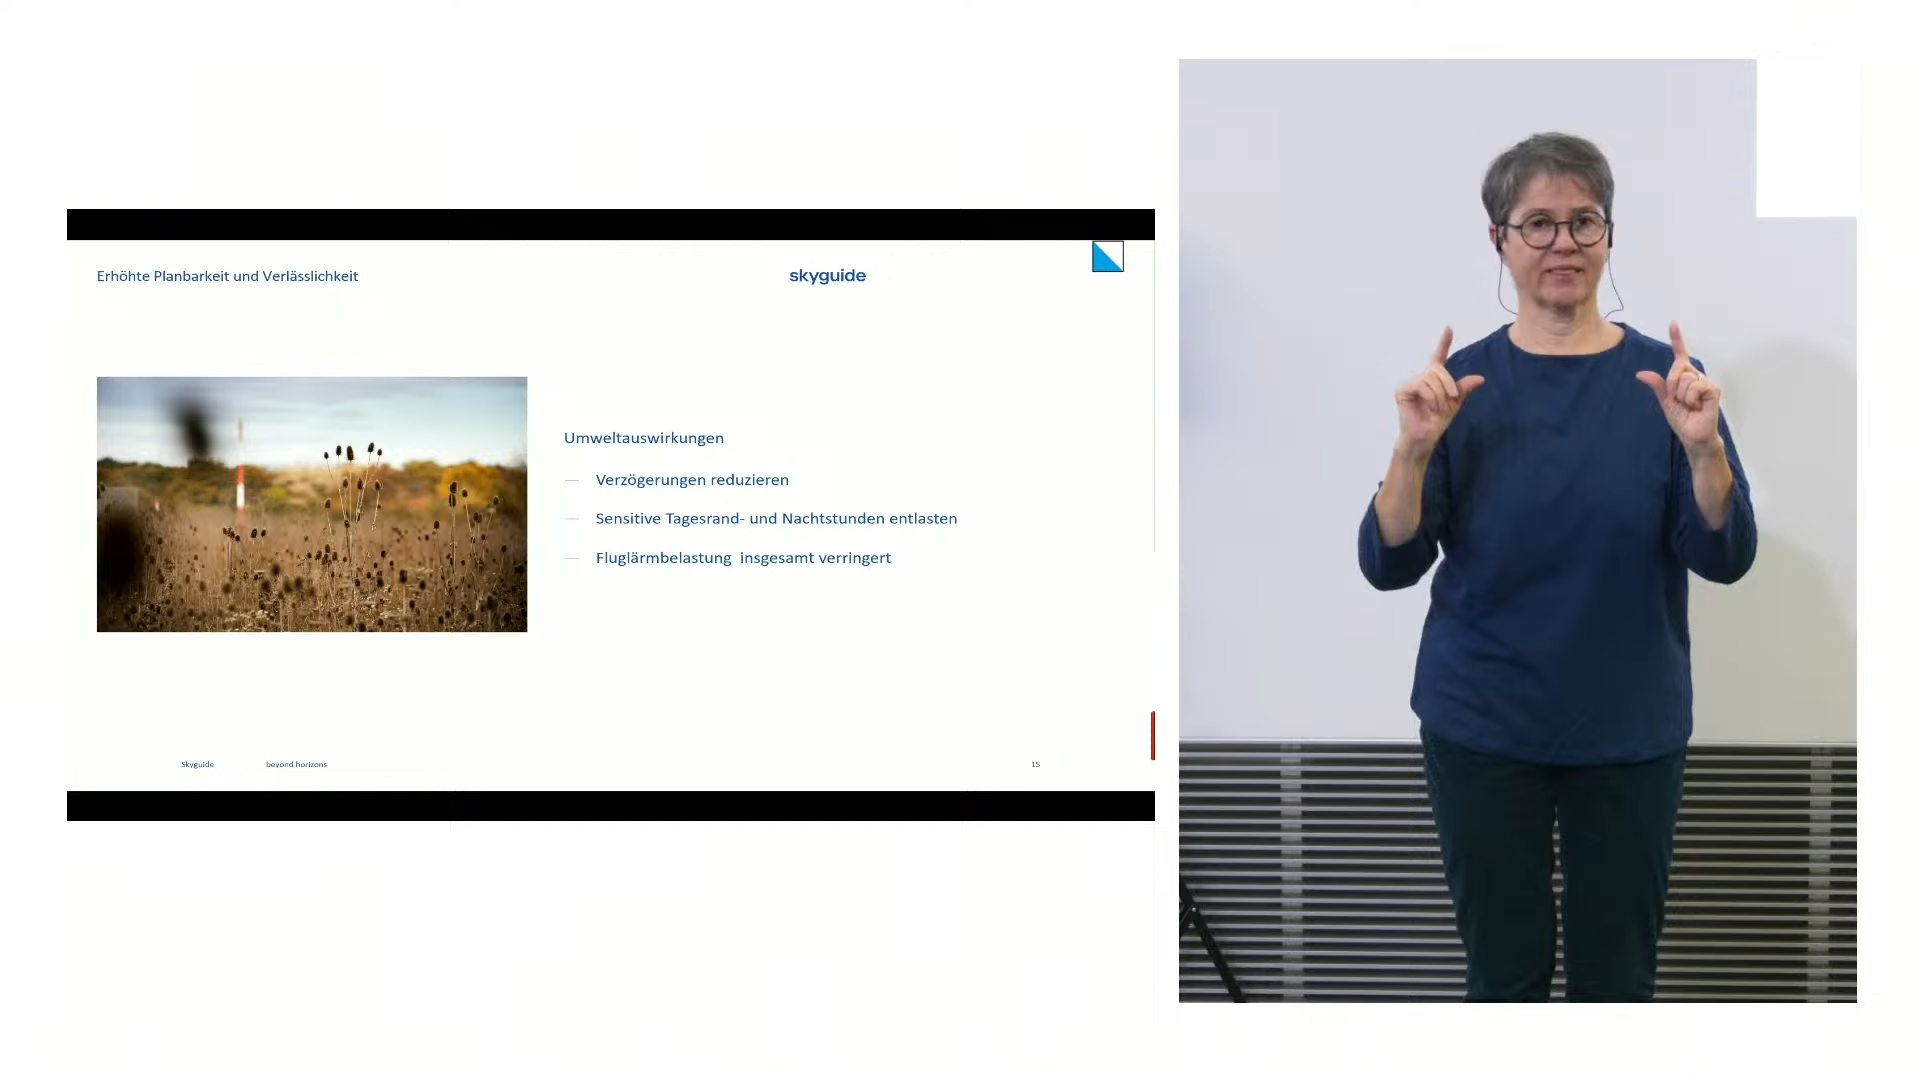 Erhöhte Planbarkeit und Verlässlichkeit
skyguide
Umweltauswirkungen
— Verzögerungen reduzieren
— Sensitive Tagesrand- und Nachtstunden entlasten
— Fluglärmbelastung  insgesamt verringert
Skyguide beyond horizons 15